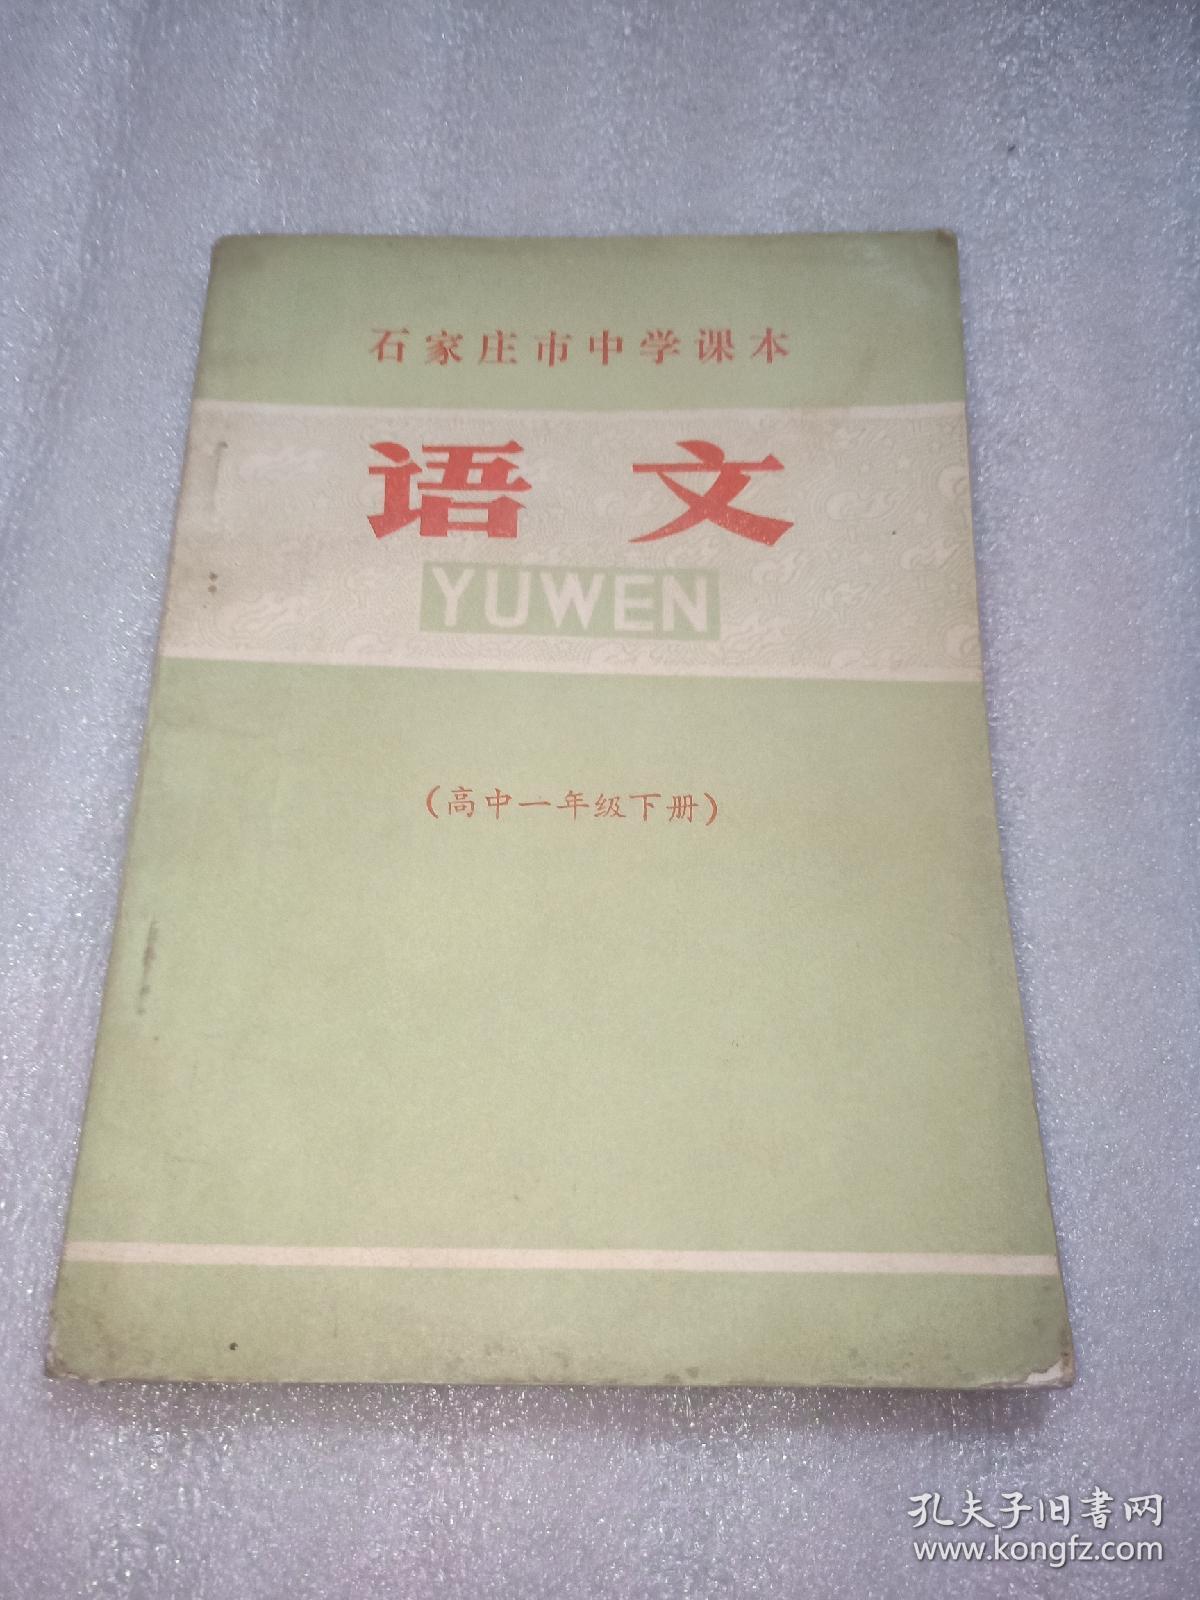 石家庄市中学课本
语文
YUWEN
(高中一年级下册)
孔夫子旧书网
www.kongfz.com